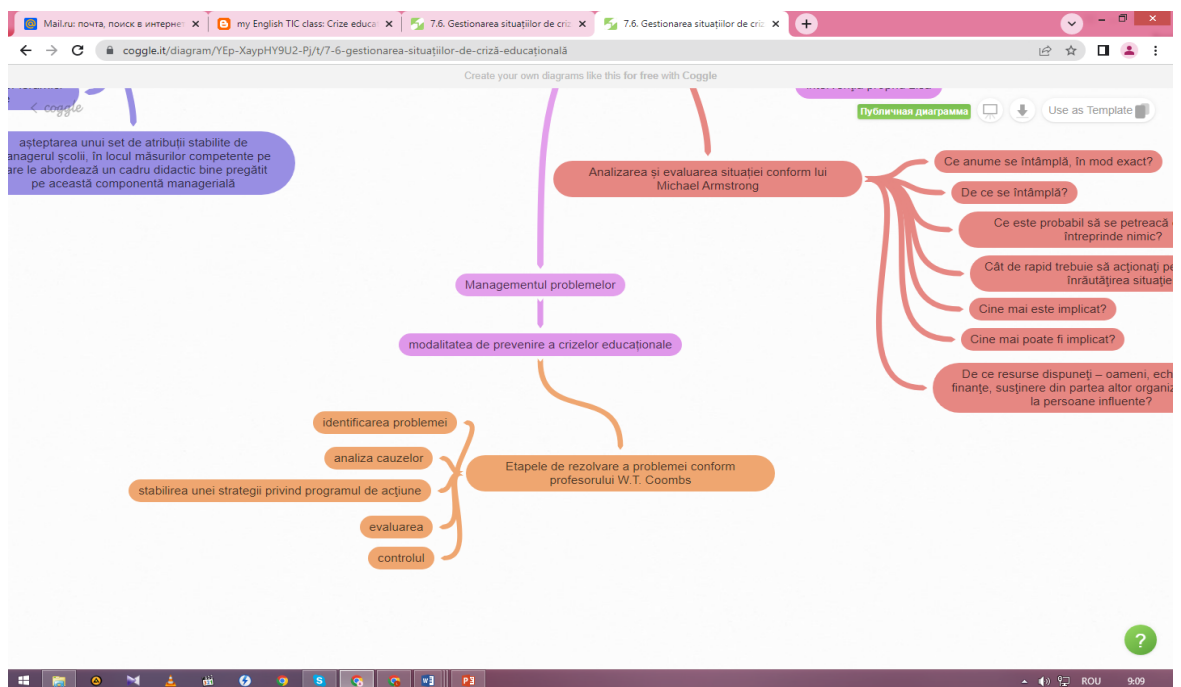 Mail.ru: почта, поиск в интернет
my English TIC class: Crize educa
7.6. Gestionarea situațiilor de criz
7.6. Gestionarea situațiilor de criz
coggle.it/diagram/YEp-XaypHY9U2-Pj/t/7-6-gestionarea-situațiilor-de-criză-educațională
Create your own diagrams like this for free with Coggle
coggle
Публичная диаграмма
Use as Template
așteptarea unui set de atribuții stabilite de
anagerul școlii, în locul măsurilor competente pe
are le abordează un cadru didactic bine pregătit
pe această componentă managerială
Analizarea și evaluarea situației conform lui
Michael Armstrong
Ce anume se întâmplă, în mod exact?
De ce se întâmplă?
Ce este probabil să se petreacă
întreprinde nimic?
Cât de rapid trebuie să acționați pe
înrăutățirea situație
Cine mai este implicat?
Cine mai poate fi implicat?
De ce resurse dispuneți – oameni, ech
finanțe, susținere din partea altor organiz
la persoane influente?
Managementul problemelor
modalitatea de prevenire a crizelor educaționale
Etapele de rezolvare a problemei conform
profesorului W.T. Coombs
identificarea problemei
analiza cauzelor
stabilirea unei strategii privind programul de acțiune
evaluarea
controlul
?
ROU
9:09